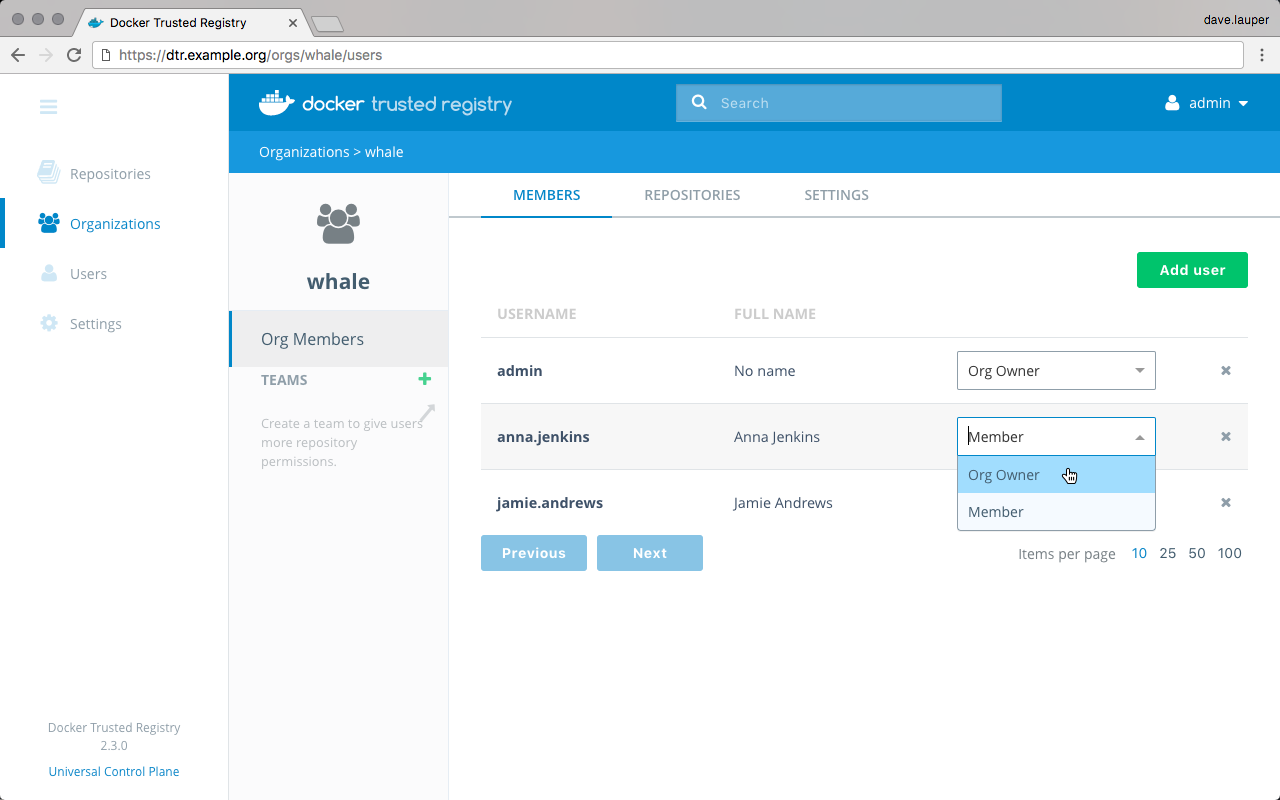 Docker Trusted Registry
dave.lauper
https://dtr.example.org/orgs/whale/users
docker trusted registry
Search
admin
Organizations > whale
Repositories
Organizations
Users
Settings
whale
Org Members
TEAMS
Create a team to give users
more repository
permissions.
MEMBERS REPOSITORIES SETTINGS
Add user
USERNAME FULL NAME
admin No name Org Owner
anna.jenkins Anna Jenkins Member
Org Owner
jamie.andrews Jamie Andrews
Member
Previous Next
Items per page 10 25 50 100
Docker Trusted Registry
2.3.0
Universal Control Plane